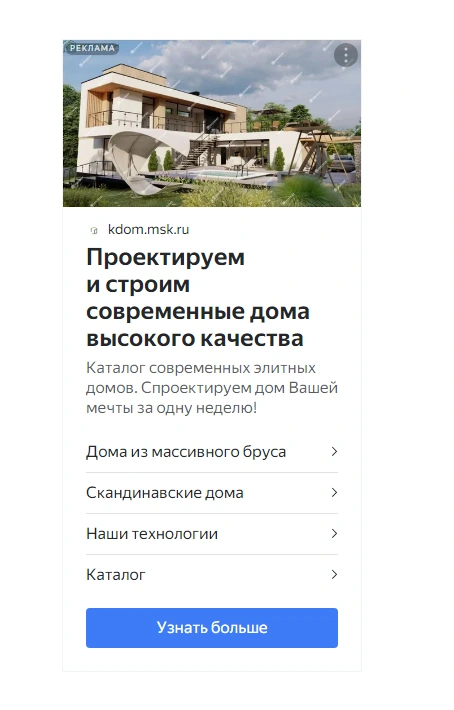 РЕКЛАМА
kdom.msk.ru
Проектируем
и строим
современные дома
высокого качества
Каталог современных элитных
домов. Спроектируем дом Вашей
мечты за одну неделю!
Дома из массивного бруса
Скандинавские дома
Наши технологии
Каталог
Узнать больше